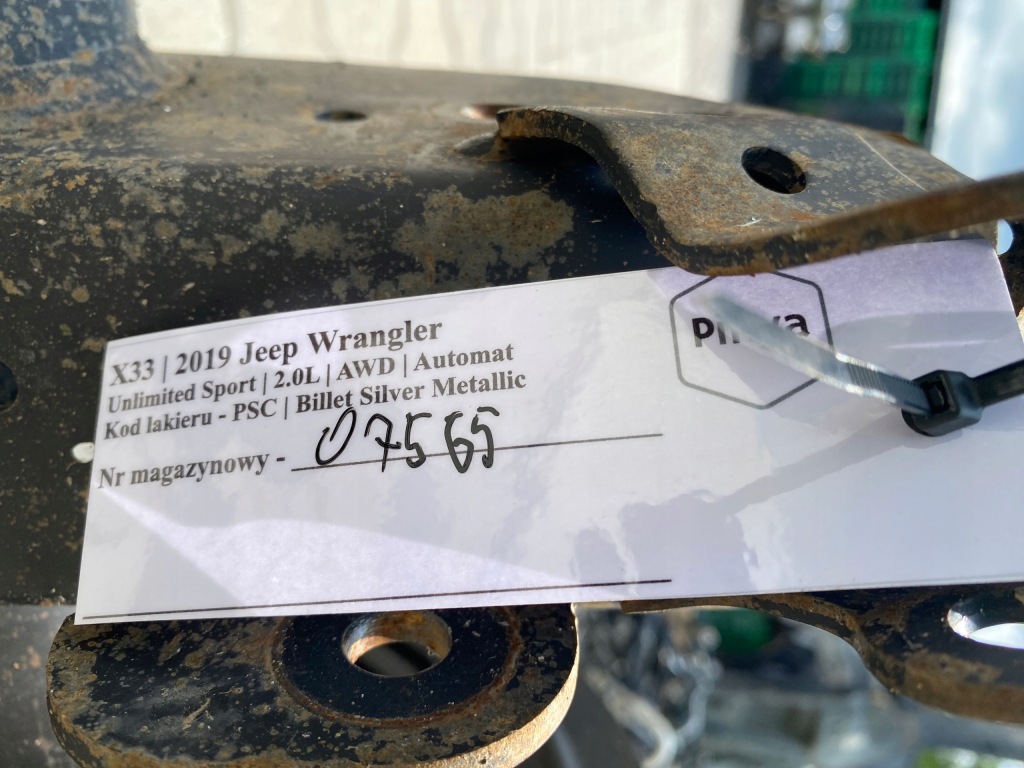 X33 | 2019 Jeep Wrangler
Unlimited Sport | 2.0L | AWD | Automat
Kod lakieru - PSC | Billet Silver Metallic
Nr magazynowy - 07565